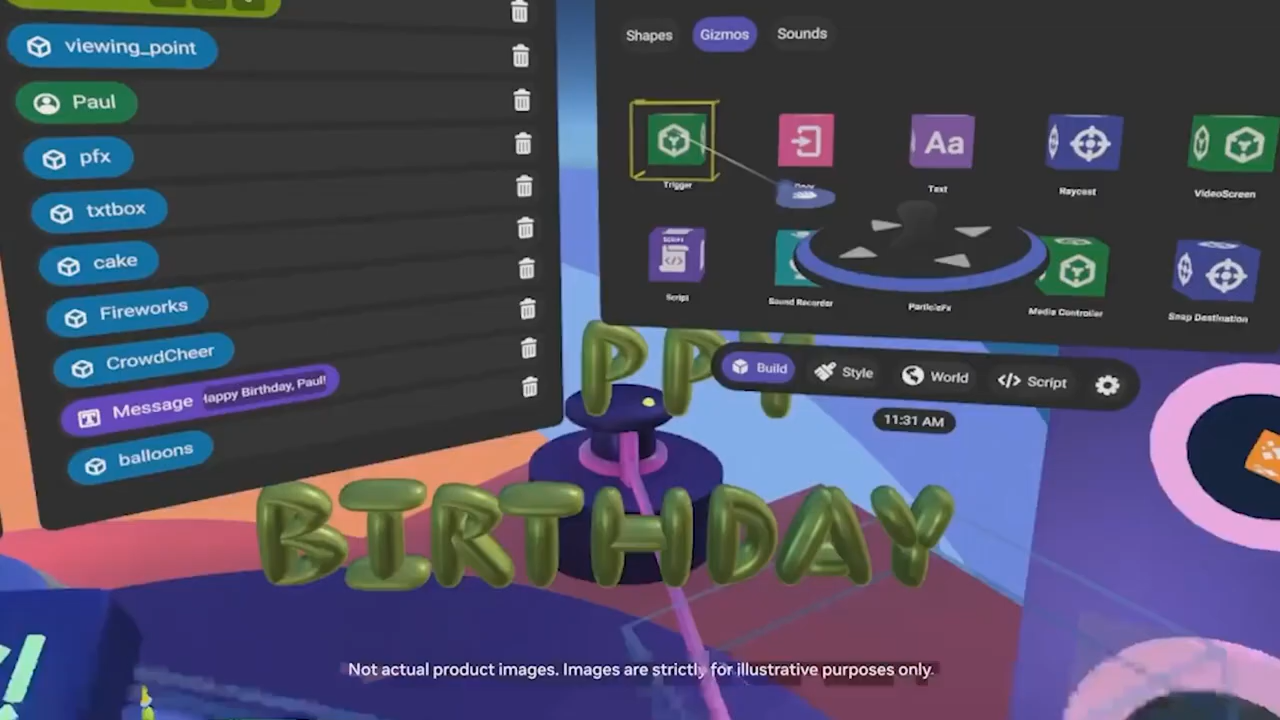 viewing_point
Paul
pfx
txtbox
cake
Fireworks
CrowdCheer
Message Happy Birthday, Paul!
balloons
Shapes Gizmos Sounds
Trigger Text Raycast VideoScreen
Script Sound Recorder ParticleFx Media Controller Snap Destination
Build Style World Script
11:31 AM
PPY
BIRTHDAY
Not actual product images. Images are strictly for illustrative purposes only.